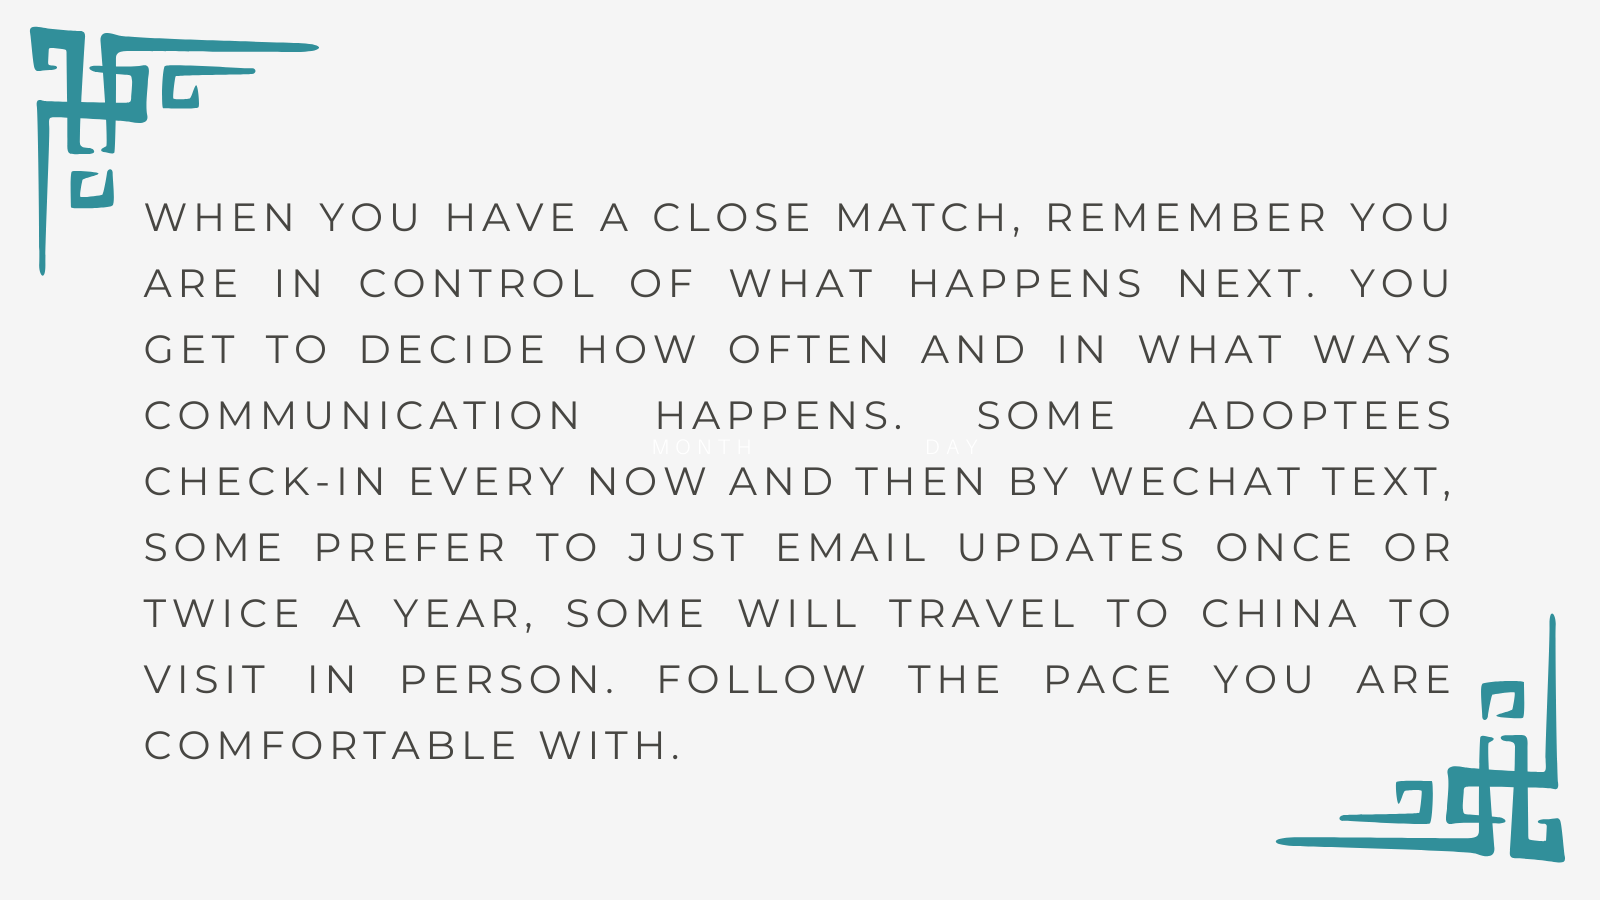 WHEN YOU HAVE A CLOSE MATCH, REMEMBER YOU
ARE IN CONTROL OF WHAT HAPPENS NEXT. YOU
GET TO DECIDE HOW OFTEN AND IN WHAT WAYS
COMMUNICATION HAPPENS. SOME ADOPTEES
MONTH DAY
CHECK-IN EVERY NOW AND THEN BY WECHAT TEXT,
SOME PREFER TO JUST EMAIL UPDATES ONCE OR
TWICE A YEAR, SOME WILL TRAVEL TO CHINA TO
VISIT IN PERSON. FOLLOW THE PACE YOU ARE
COMFORTABLE WITH.